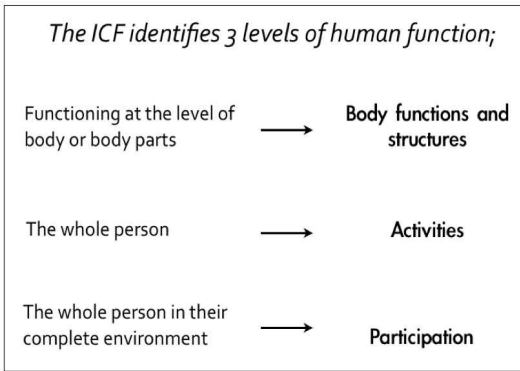 The ICF identifies 3 levels of human function;
Functioning at the level of
body or body parts
Body functions and
structures
The whole person
Activities
The whole person in their
complete environment
Participation